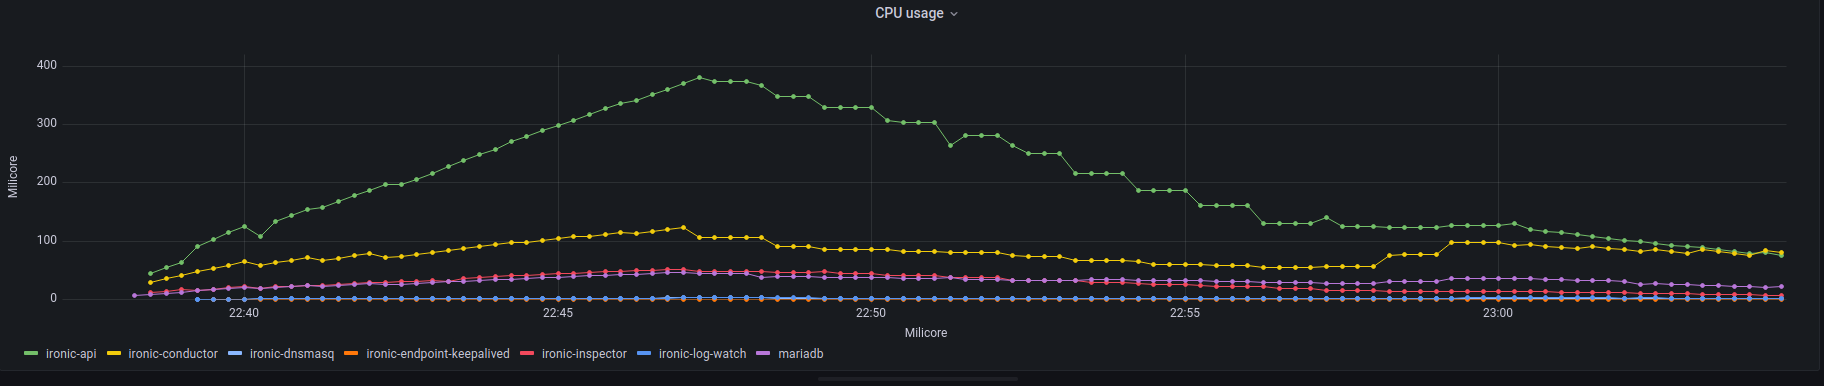 CPU usage
400
300
200
100
0
Milicore
22:40 22:45 22:50 22:55 23:00
Milicore
ironic-api ironic-conductor ironic-dnsmasq ironic-endpoint-keepalived ironic-inspector ironic-log-watch mariadb